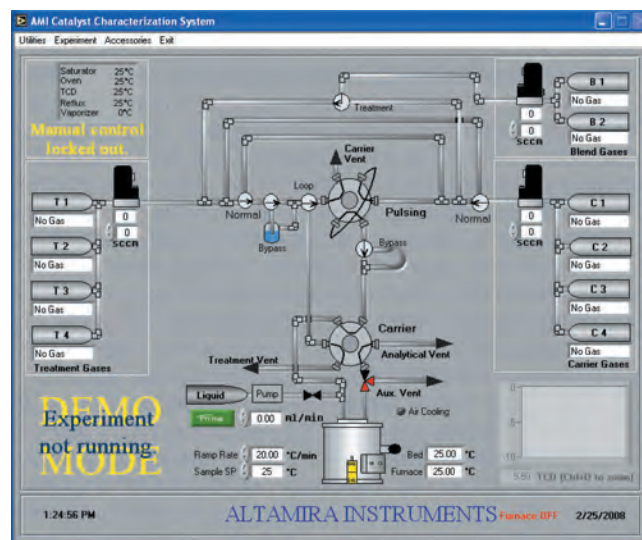 AMI Catalyst Characterization System
Utilities Experiment Accessories Exit
Saturator 25°C
Oven 25°C
TCD 25°C
Reflux 25°C
Vaporizer 0°C
Manual control
locked out.
Treatment
B 1
No Gas
B 2
No Gas
Blend Gases
0
0
SCCM
Carrier
Vent
Loop
Normal
Bypass
Pulsing
Normal
Bypass
T 1
No Gas
T 2
No Gas
T 3
No Gas
T 4
No Gas
Treatment Gases
0
0
SCCM
0
0
SCCM
C 1
No Gas
C 2
No Gas
C 3
No Gas
C 4
No Gas
Carrier Gases
Carrier
Analytical Vent
Treatment Vent
Aux. Vent
Liquid
Pump
Prime
0.00 ml/min
Air Cooling
DEMO
MODE
Experiment
not running.
Ramp Rate 20.00 °C/min
Sample SP 25 °C
Bed 25.00 °C
Furnace 25.00 °C
0
-5
-10
TCD (Ctrl+D to zoom)
1:24:56 PM
ALTAMIRA INSTRUMENTS
Furnace OFF
2/25/2008